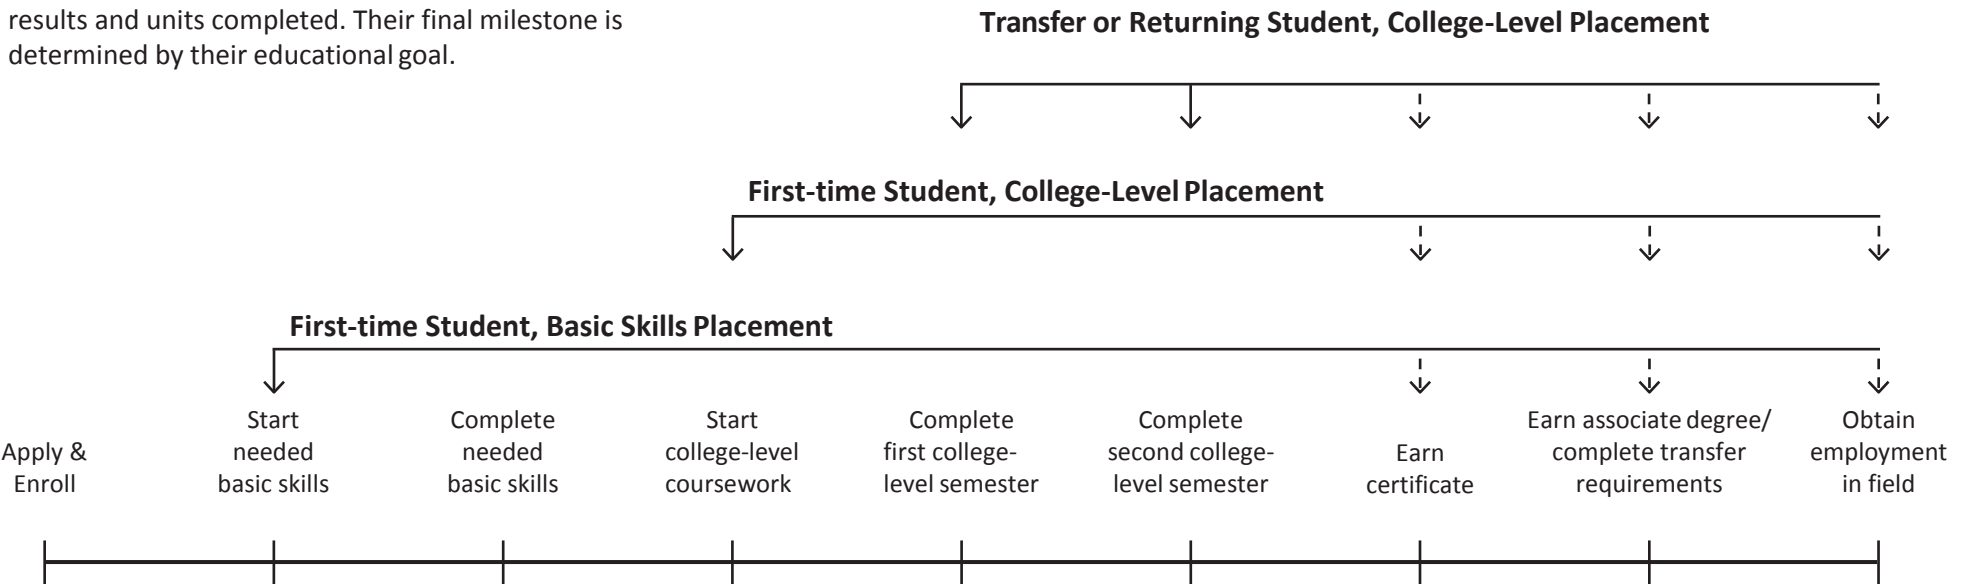 results and units completed. Their final milestone is
determined by their educational goal.
Transfer or Returning Student, College-Level Placement
First-time Student, College-Level Placement
First-time Student, Basic Skills Placement
Apply &
Enroll
Start
needed
basic skills
Complete
needed
basic skills
Start
college-level
coursework
Complete
first college-
level semester
Complete
second college-
level semester
Earn
certificate
Earn associate degree/
complete transfer
requirements
Obtain
employment
in field